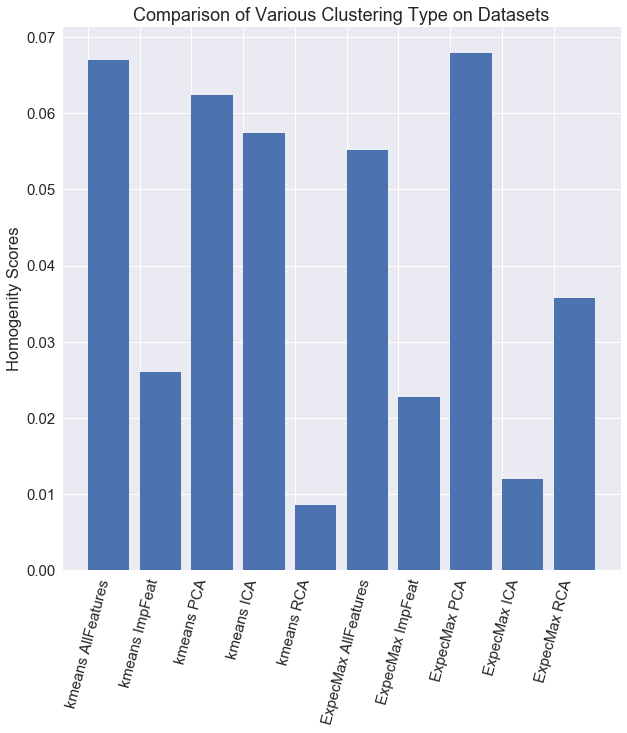 Comparison of Various Clustering Type on Datasets
0.07
0.06
0.05
0.04
0.03
0.02
0.01
0.00
Homogenity Scores
kmeans AllFeatures
kmeans ImpFeat
kmeans PCA
kmeans ICA
kmeans RCA
ExpecMax AllFeatures
ExpecMax ImpFeat
ExpecMax PCA
ExpecMax ICA
ExpecMax RCA